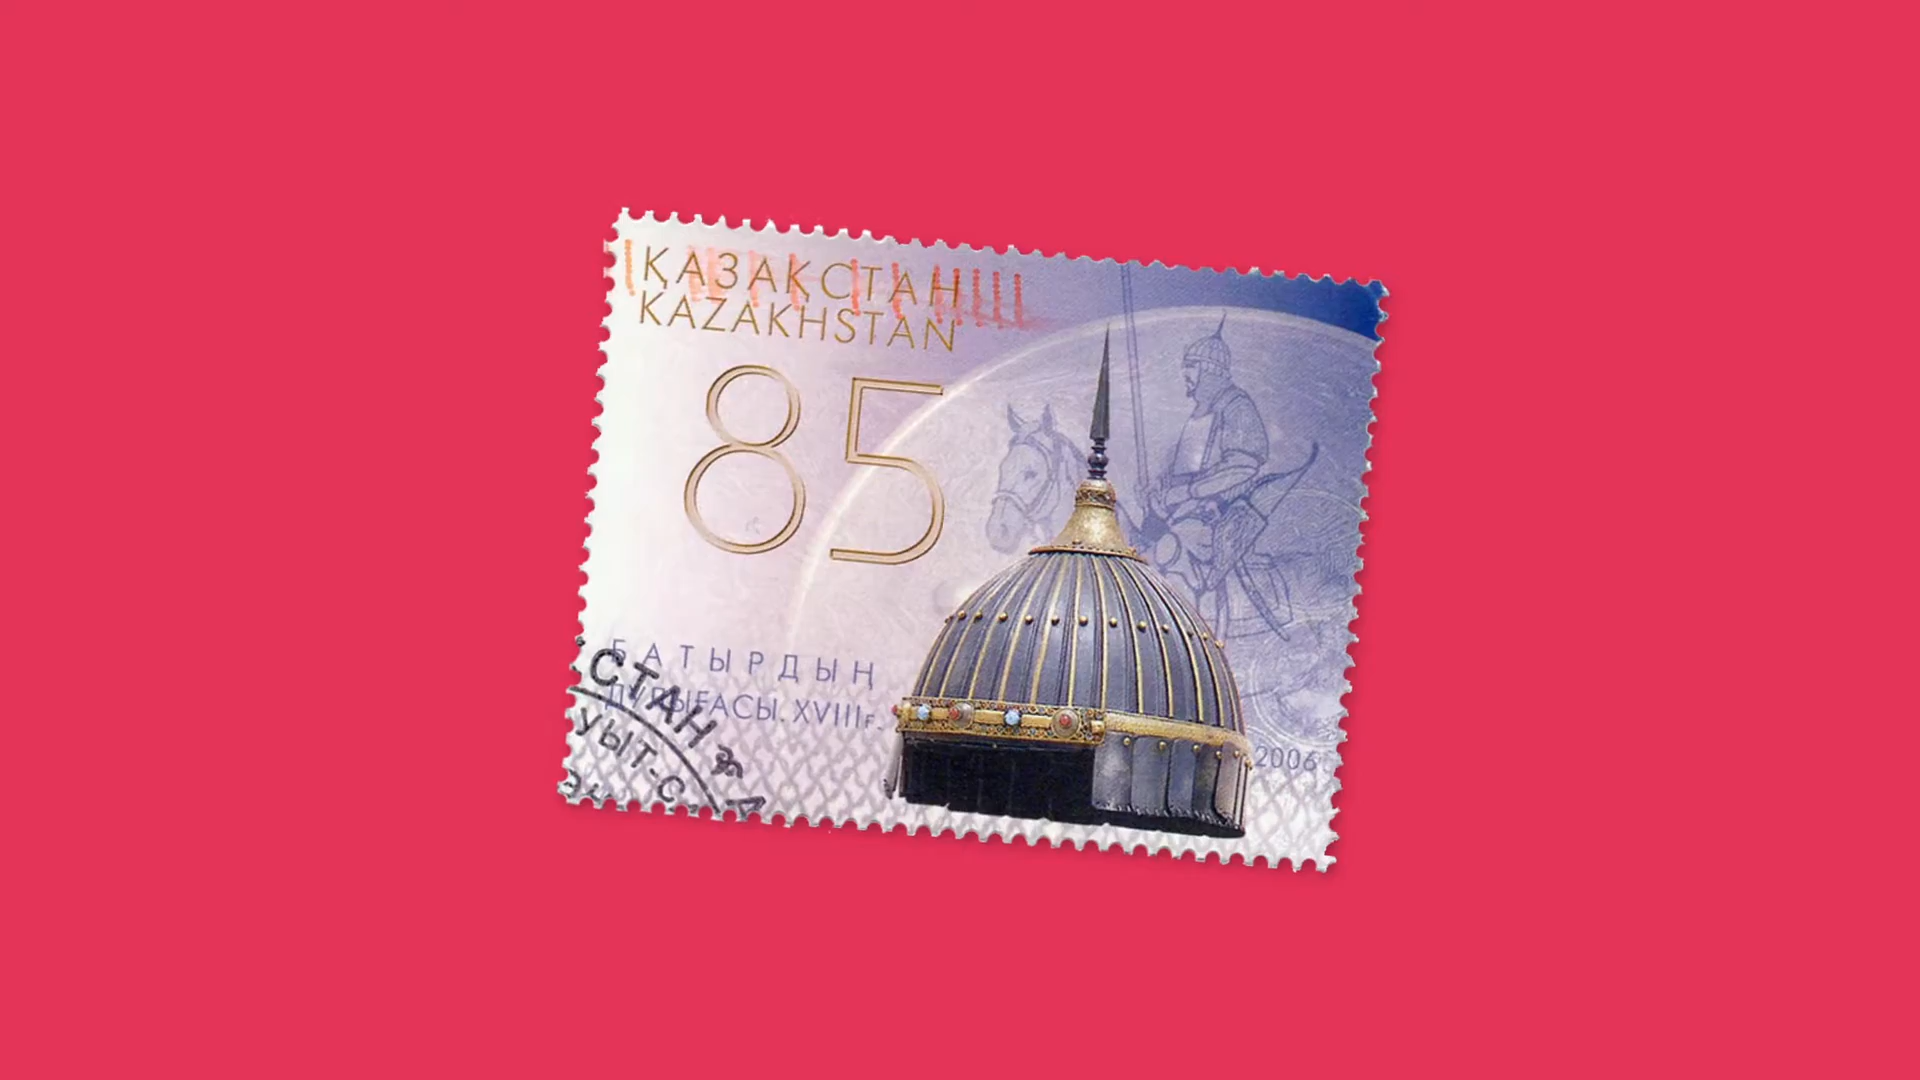 ҚАЗАҚСТАН
KAZAKHSTAN
85
БАТЫРДЫҢ
ДУЛЫҒАСЫ. XVIII ғ.
2006
СТАН